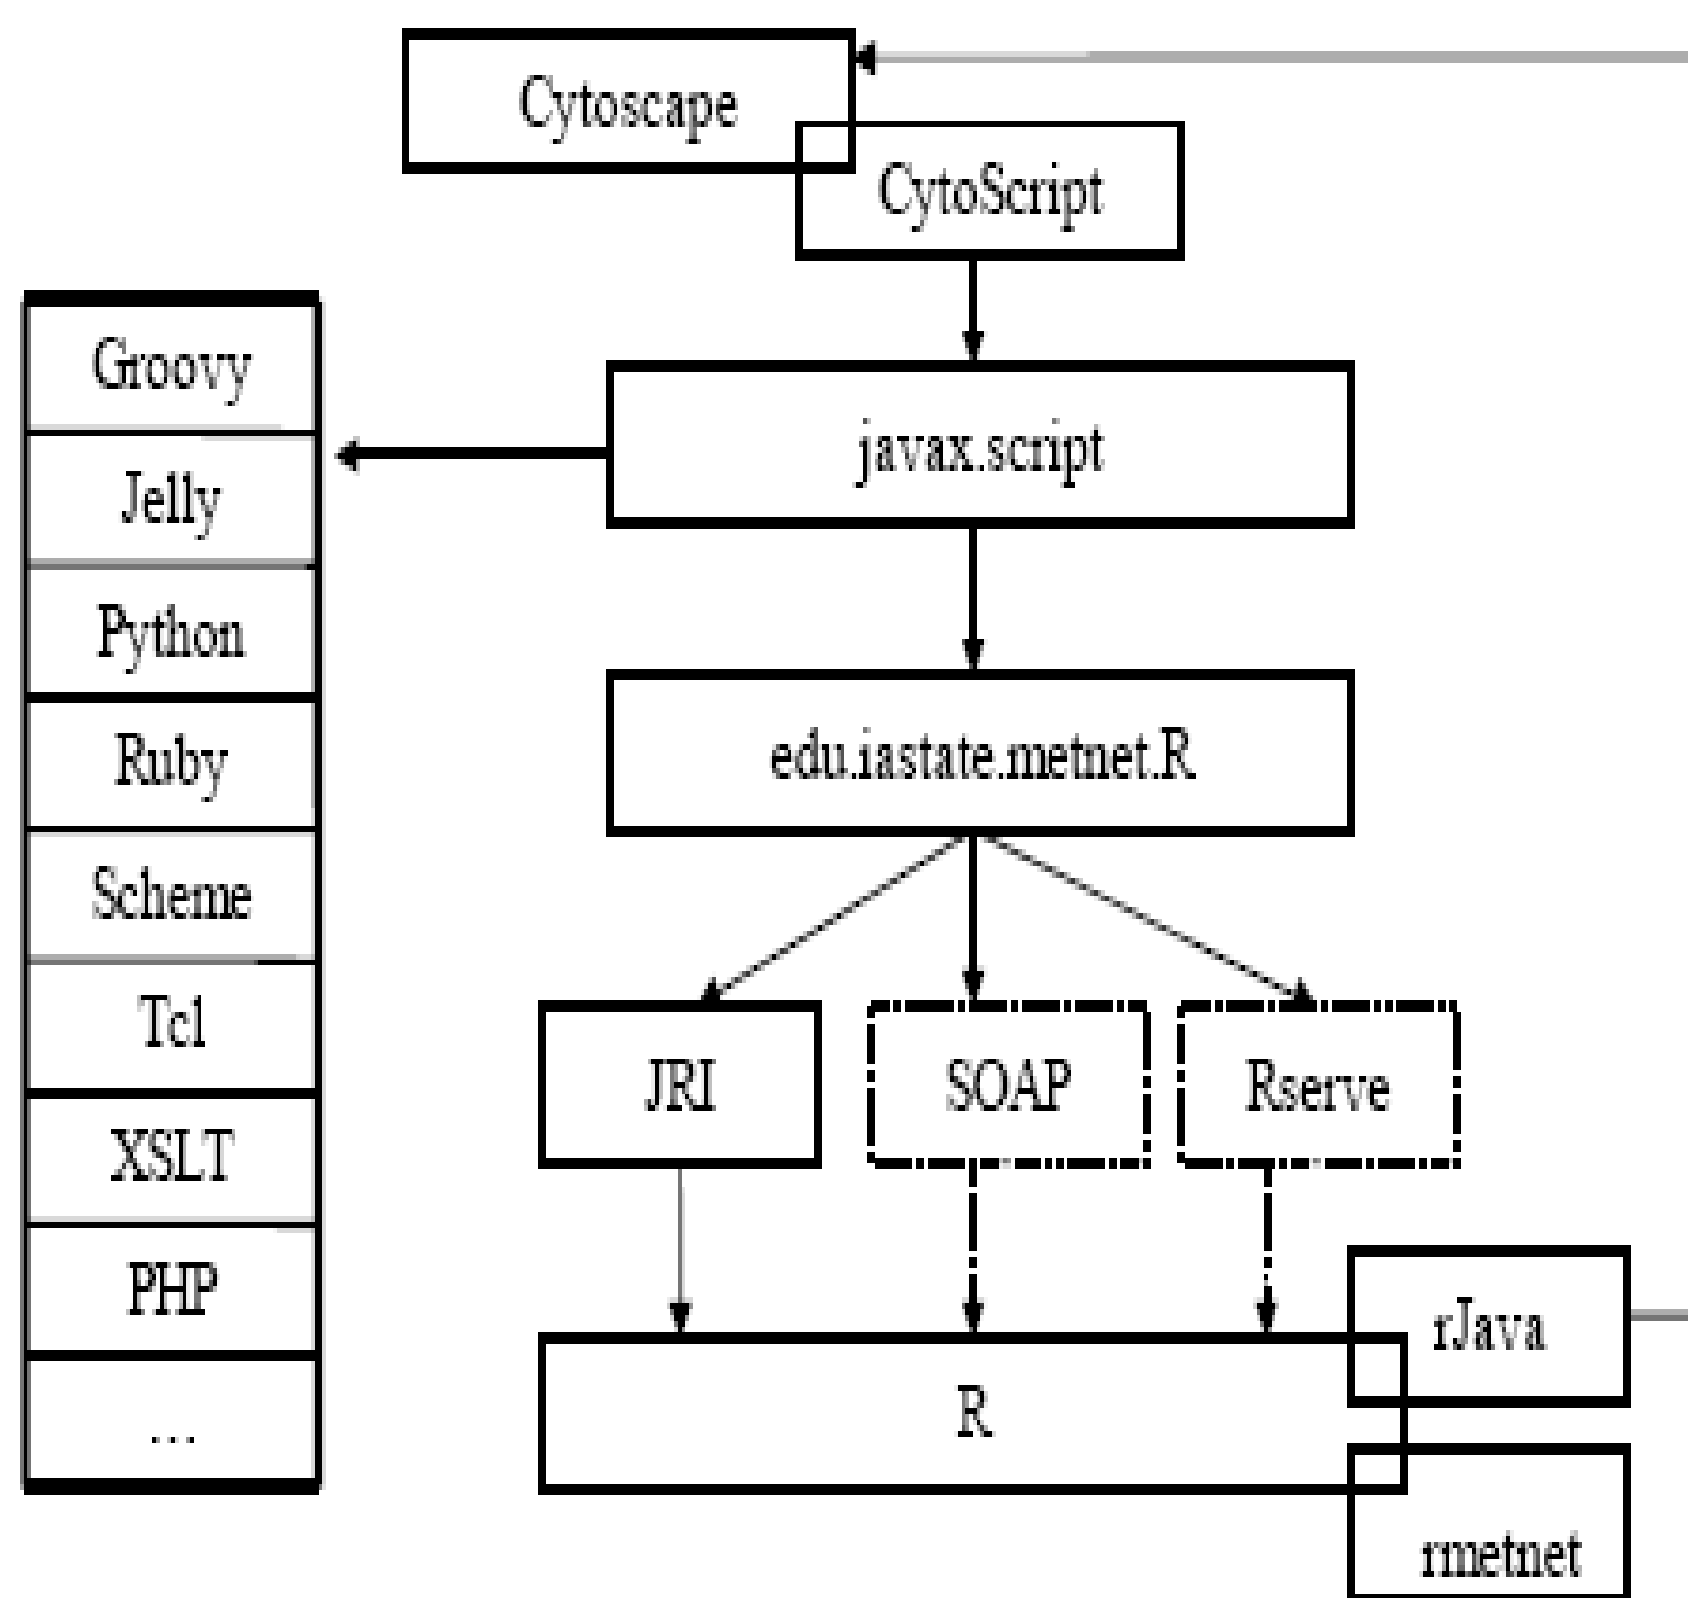 Cytoscape
CytoScript
Groovy
Jelly
Python
Ruby
Scheme
Tcl
XSLT
PHP
...
javax.script
edu.iastate.metnet.R
JRI
SOAP
Rserve
rJava
R
rmetnet